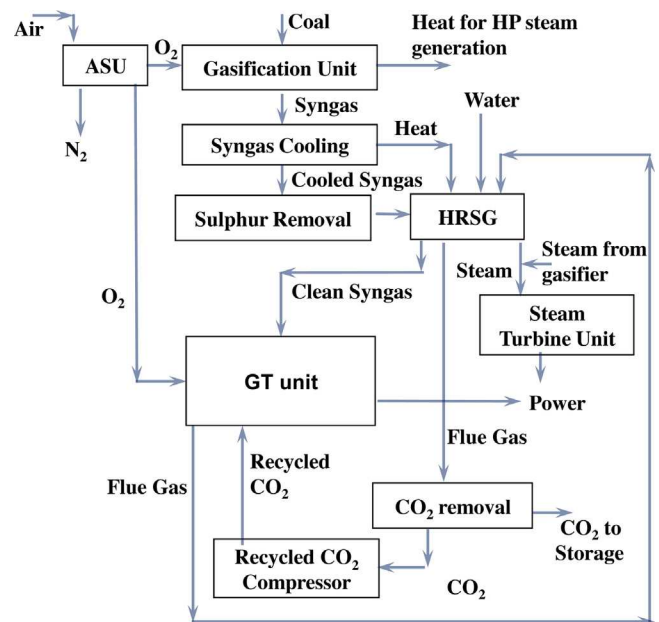 Air
ASU
N₂
O₂
Coal
Gasification Unit
Heat for HP steam
generation
Syngas
Syngas Cooling
Heat
Water
Cooled Syngas
Sulphur Removal
HRSG
Steam
Steam from
gasifier
Steam
Turbine Unit
Clean Syngas
O₂
GT unit
Power
Flue Gas
Recycled
CO₂
Flue Gas
CO₂ removal
CO₂ to
Storage
Recycled CO₂
Compressor
CO₂